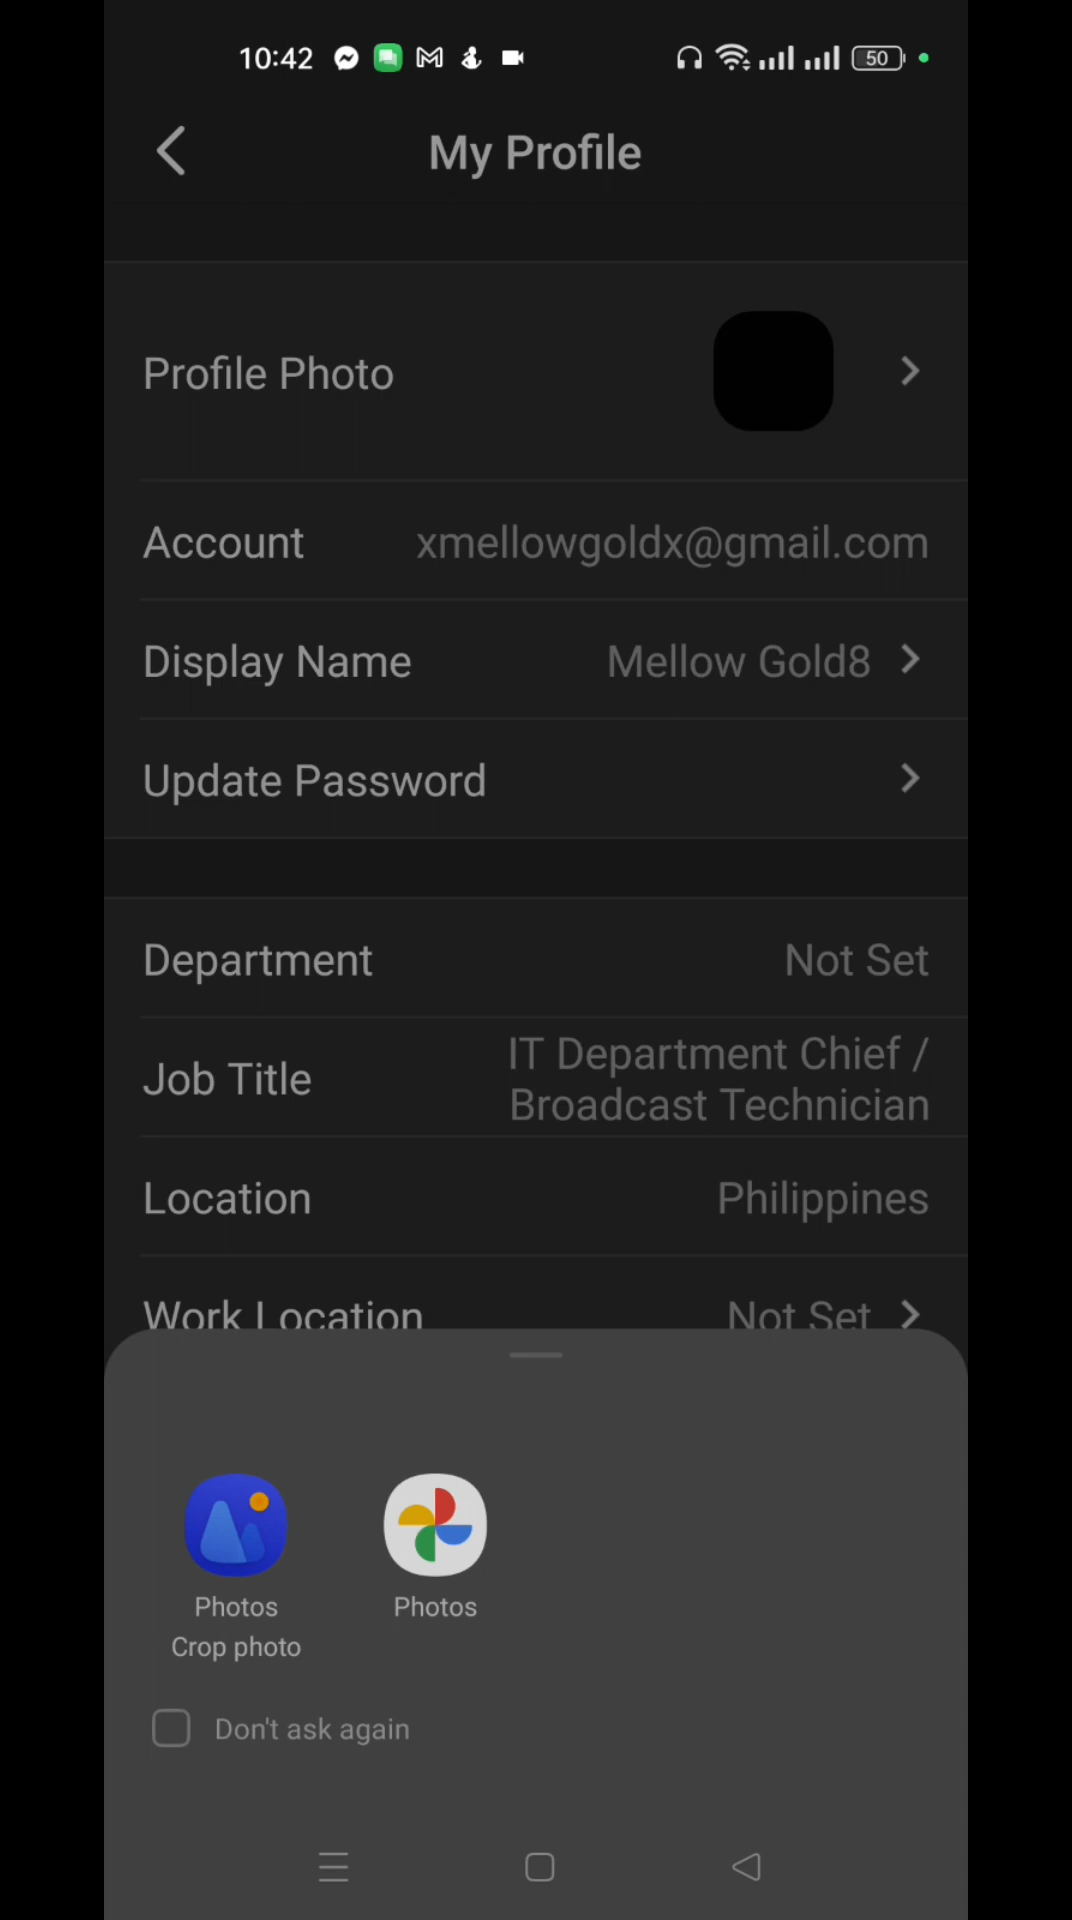 10:42
50
My Profile
Profile Photo
Account xmellowgoldx@gmail.com
Display Name Mellow Gold8
Update Password
Department Not Set
Job Title IT Department Chief /
Broadcast Technician
Location Philippines
Work Location Not Set
Photos Photos
Crop photo
Don't ask again